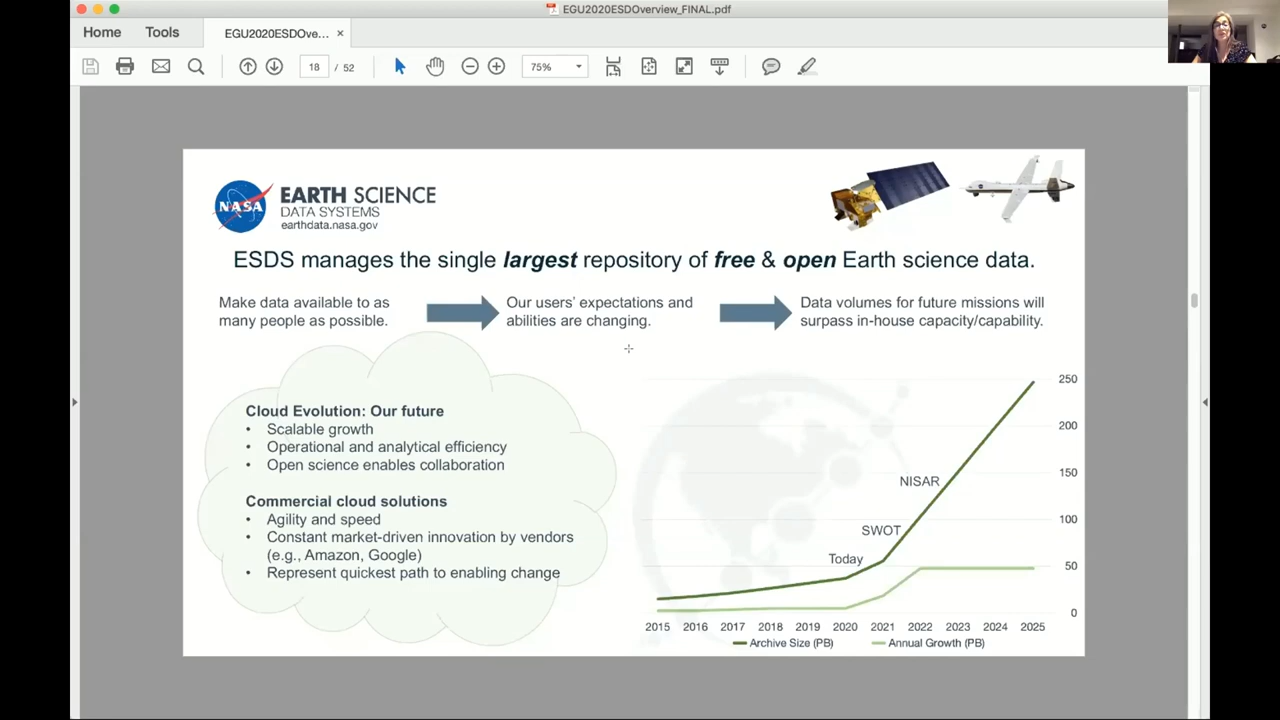 EGU2020ESDOverview_FINAL.pdf
Home
Tools
EGU2020ESDOve...
18 / 52
75%
NASA
EARTH SCIENCE
DATA SYSTEMS
earthdata.nasa.gov
ESDS manages the single largest repository of free & open Earth science data.
Make data available to as
many people as possible.
Our users' expectations and
abilities are changing.
Data volumes for future missions will
surpass in-house capacity/capability.
Cloud Evolution: Our future
• Scalable growth
• Operational and analytical efficiency
• Open science enables collaboration
Commercial cloud solutions
• Agility and speed
• Constant market-driven innovation by vendors
(e.g., Amazon, Google)
• Represent quickest path to enabling change
250
200
150
100
50
0
NISAR
SWOT
Today
2015 2016 2017 2018 2019 2020 2021 2022 2023 2024 2025
Archive Size (PB)
Annual Growth (PB)